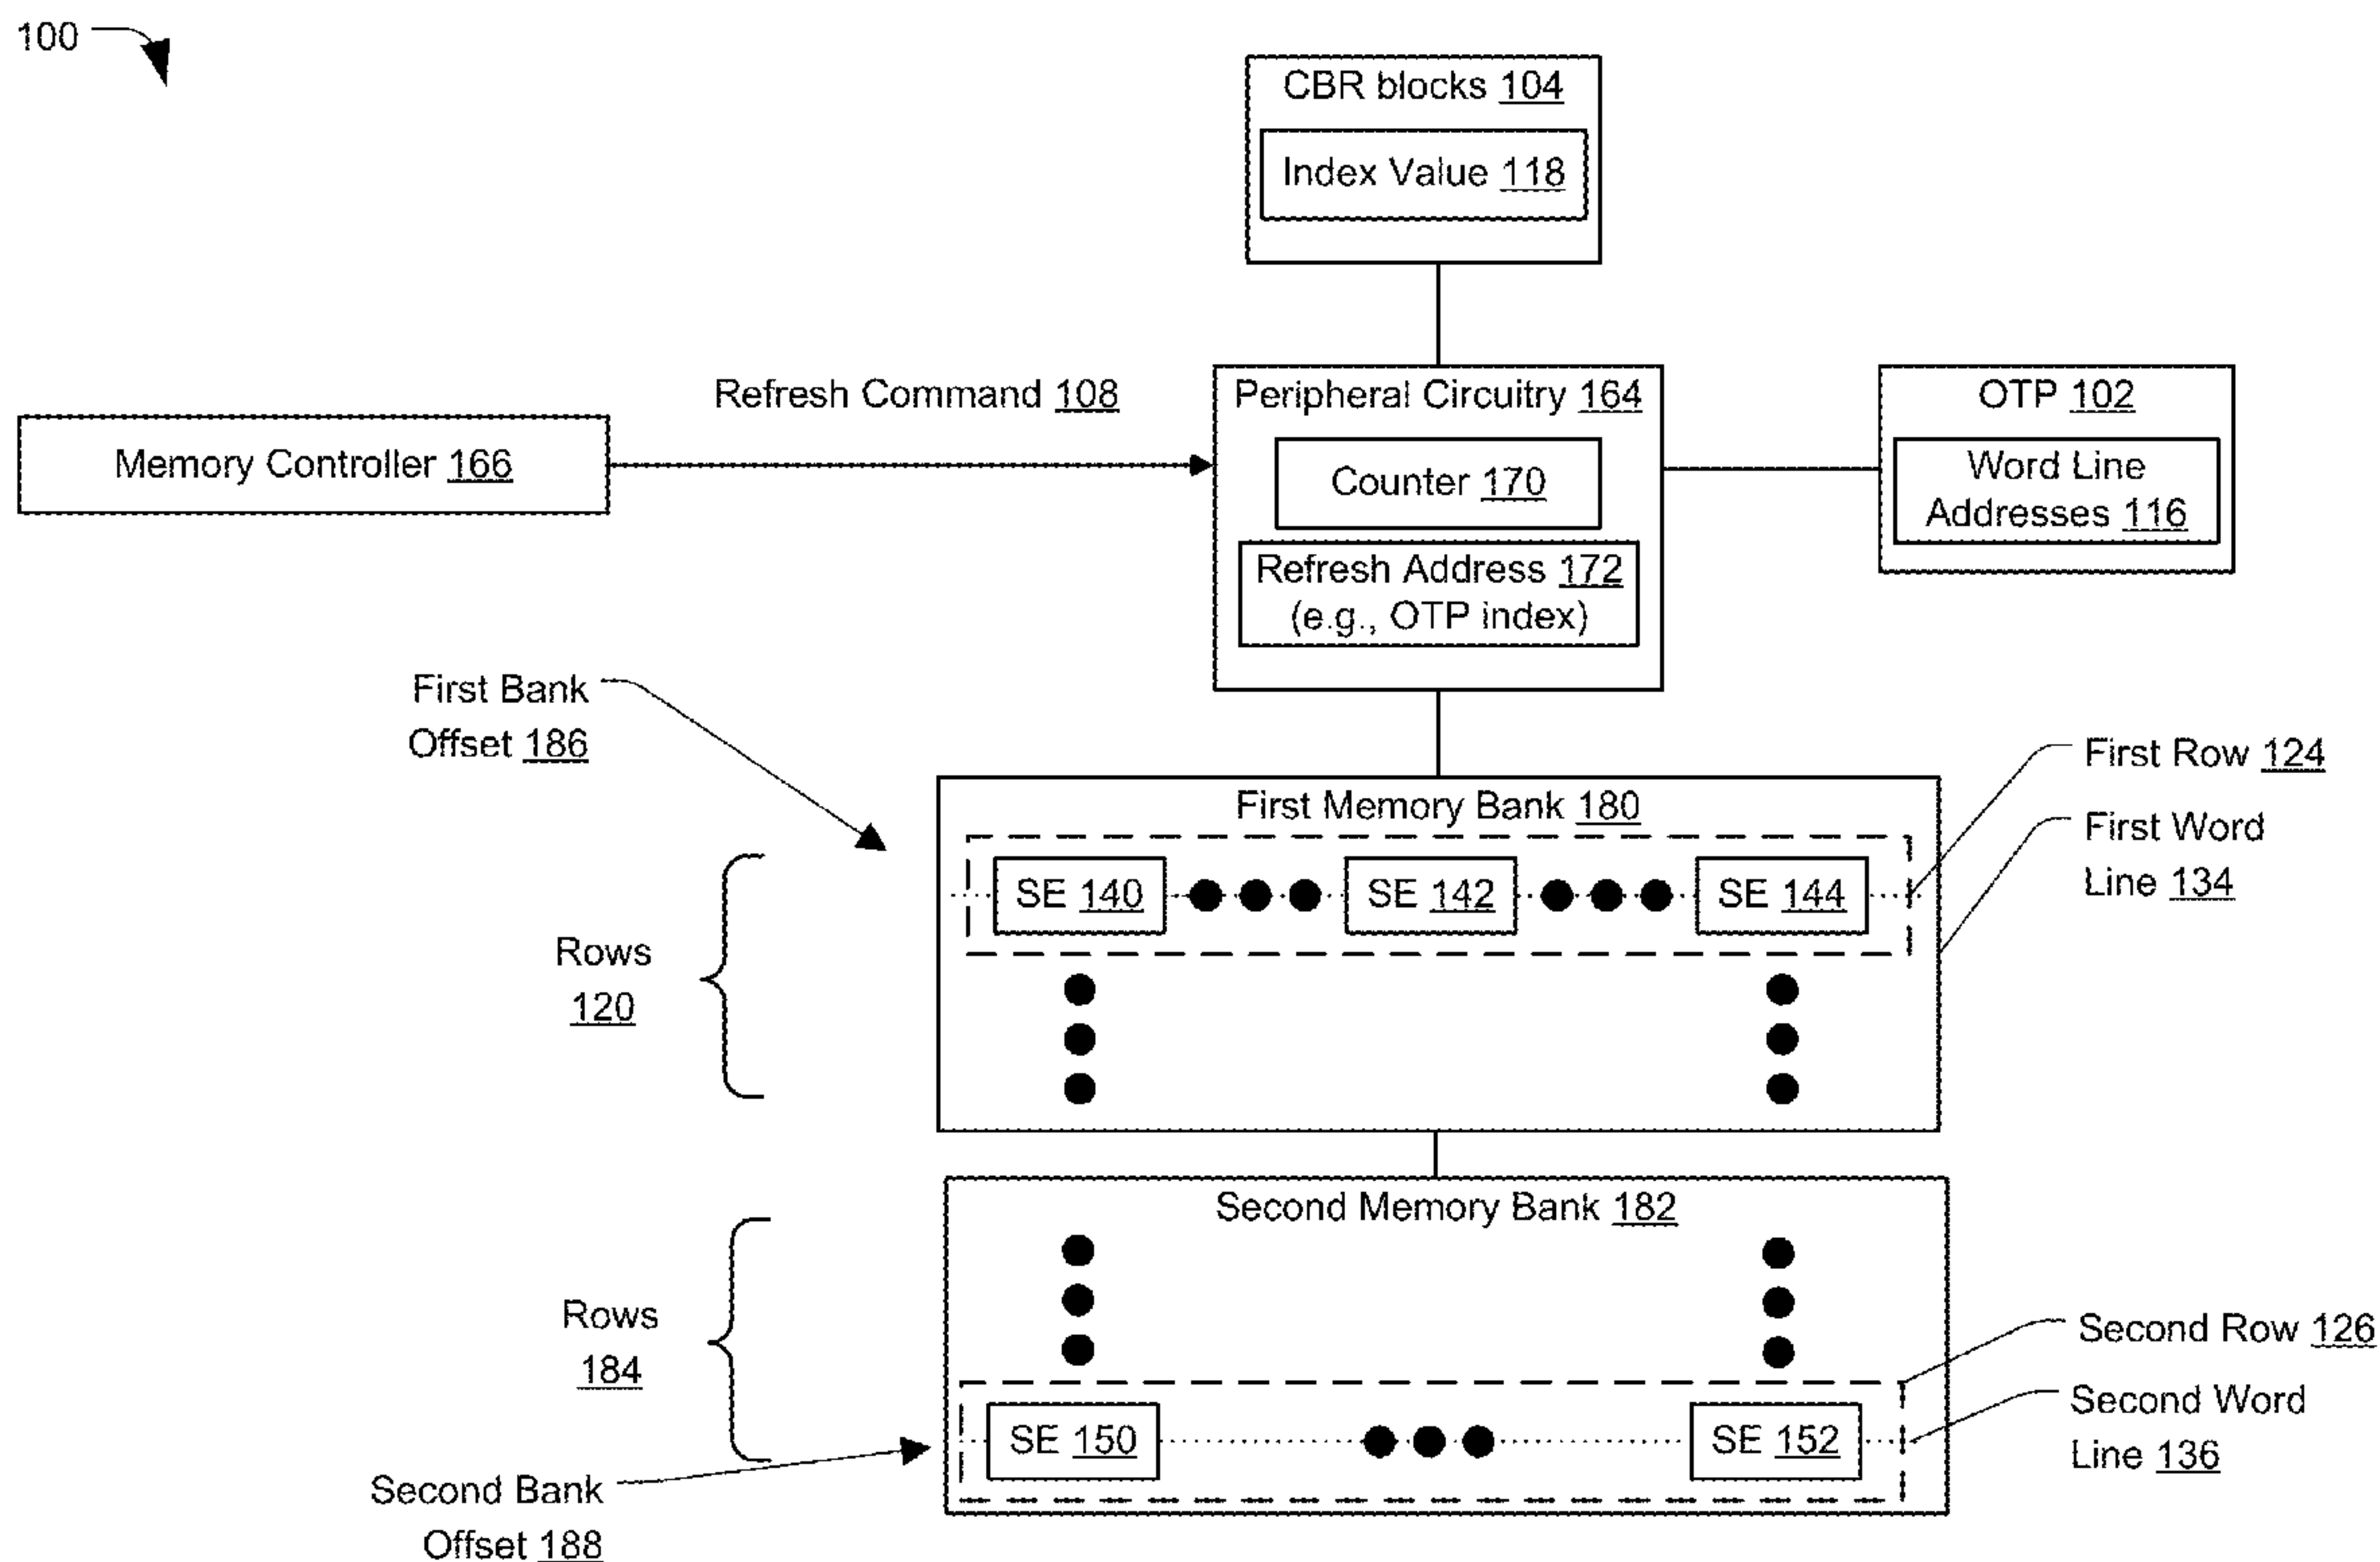 100
CBR blocks 104
Index Value 118
Refresh Command 108
Memory Controller 166
Peripheral Circuitry 164
Counter 170
Refresh Address 172
(e.g., OTP index)
OTP 102
Word Line
Addresses 116
First Bank
Offset 186
First Row 124
First Word
Line 134
First Memory Bank 180
SE 140
SE 142
SE 144
Rows
120
Second Memory Bank 182
Rows
184
Second Row 126
Second Word
Line 136
SE 150
SE 152
Second Bank
Offset 188